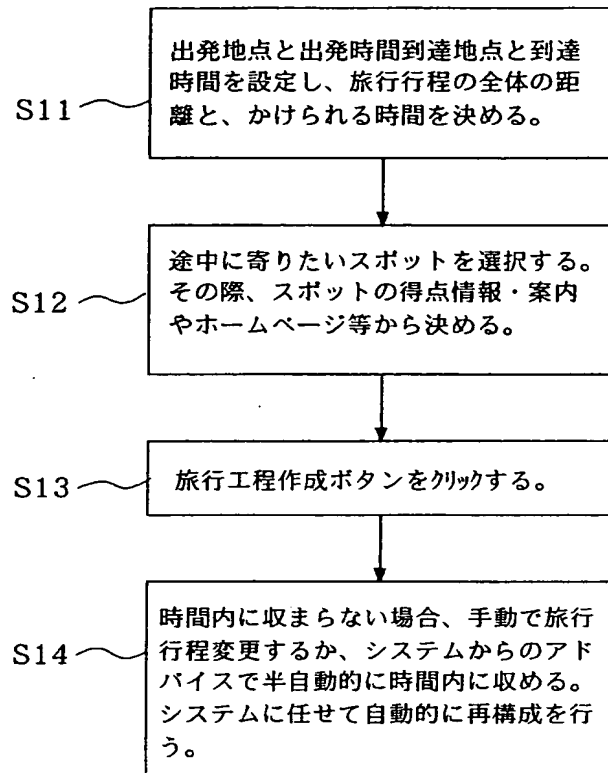 出発地点と出発時間到達地点と到達
時間を設定し、旅行行程の全体の距
離と、かけられる時間を決める。
S11
途中に寄りたいスポットを選択する。
その際、スポットの得点情報・案内
やホームページ等から決める。
S12
旅行工程作成ボタンをクリックする。
S13
時間内に収まらない場合、手動で旅行
行程変更するか、システムからのアド
バイスで半自動的に時間内に収める。
システムに任せて自動的に再構成を行
う。
S14